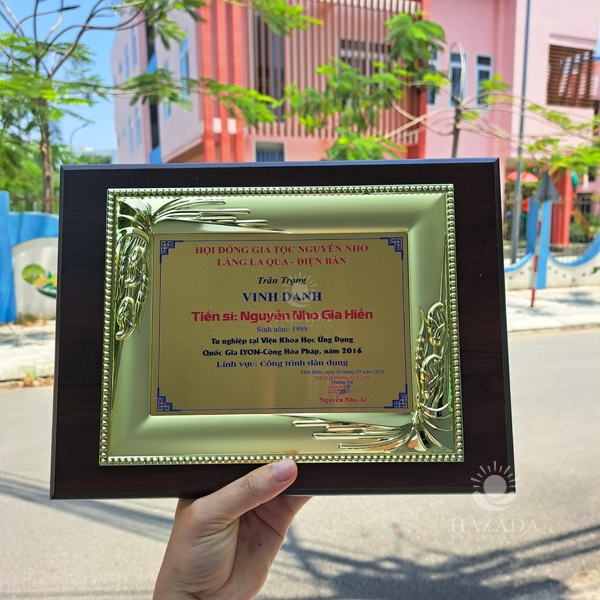 HỘI ĐỒNG GIA TỘC NGUYỄN NHO
LÀNG LA QUA - ĐIỆN BÀN
Trân Trọng
VINH DANH
Tiến sĩ: Nguyễn Nho Gia Hiển
Sinh năm: 1988
Tu nghiệp tại Viện Khoa Học Ứng Dụng
Quốc Gia LYON-Cộng Hòa Pháp, năm 2016
Lĩnh vực: Công trình dân dụng
Nguyễn Nho Ái
HAZADA